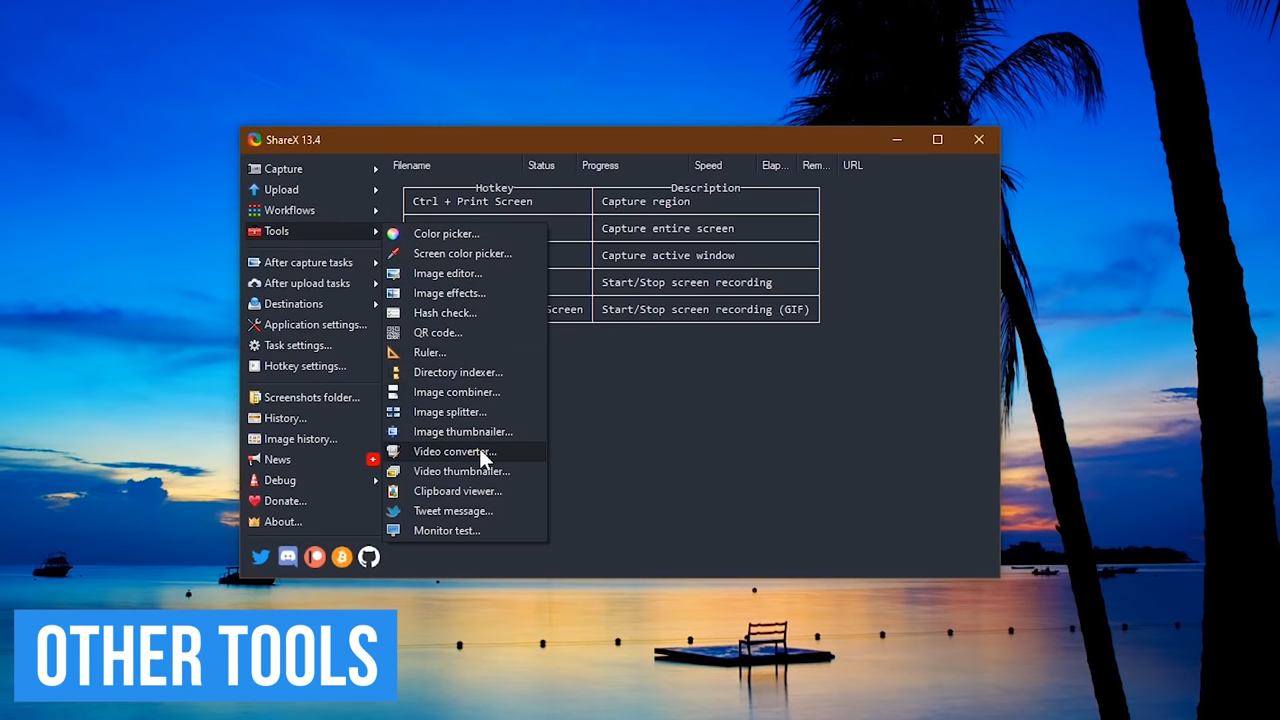 ShareX 13.4
Capture
Upload
Workflows
Tools
After capture tasks
After upload tasks
Destinations
Application settings...
Task settings...
Hotkey settings...
Screenshots folder...
History...
Image history...
News
Debug
Donate...
About...
Filename Status Progress Speed Elap... Rem... URL
Hotkey Description
Ctrl + Print Screen Capture region
Capture entire screen
Capture active window
Start/Stop screen recording
Screen Start/Stop screen recording (GIF)
Color picker...
Screen color picker...
Image editor...
Image effects...
Hash check...
QR code...
Ruler...
Directory indexer...
Image combiner...
Image splitter...
Image thumbnailer...
Video converter...
Video thumbnailer...
Clipboard viewer...
Tweet message...
Monitor test...
OTHER TOOLS